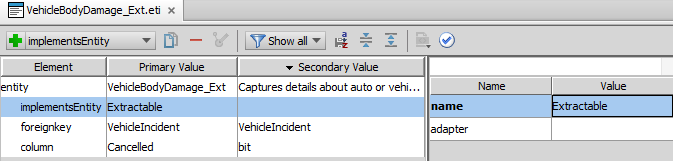 VehicleBodyDamage_Ext.eti ×
implementsEntity Show all a z
Element Primary Value Secondary Value
entity VehicleBodyDamage_Ext Captures details about auto or vehi...
implementsEntity Extractable
foreignkey VehicleIncident VehicleIncident
column Cancelled bit
Name Value
name Extractable
adapter